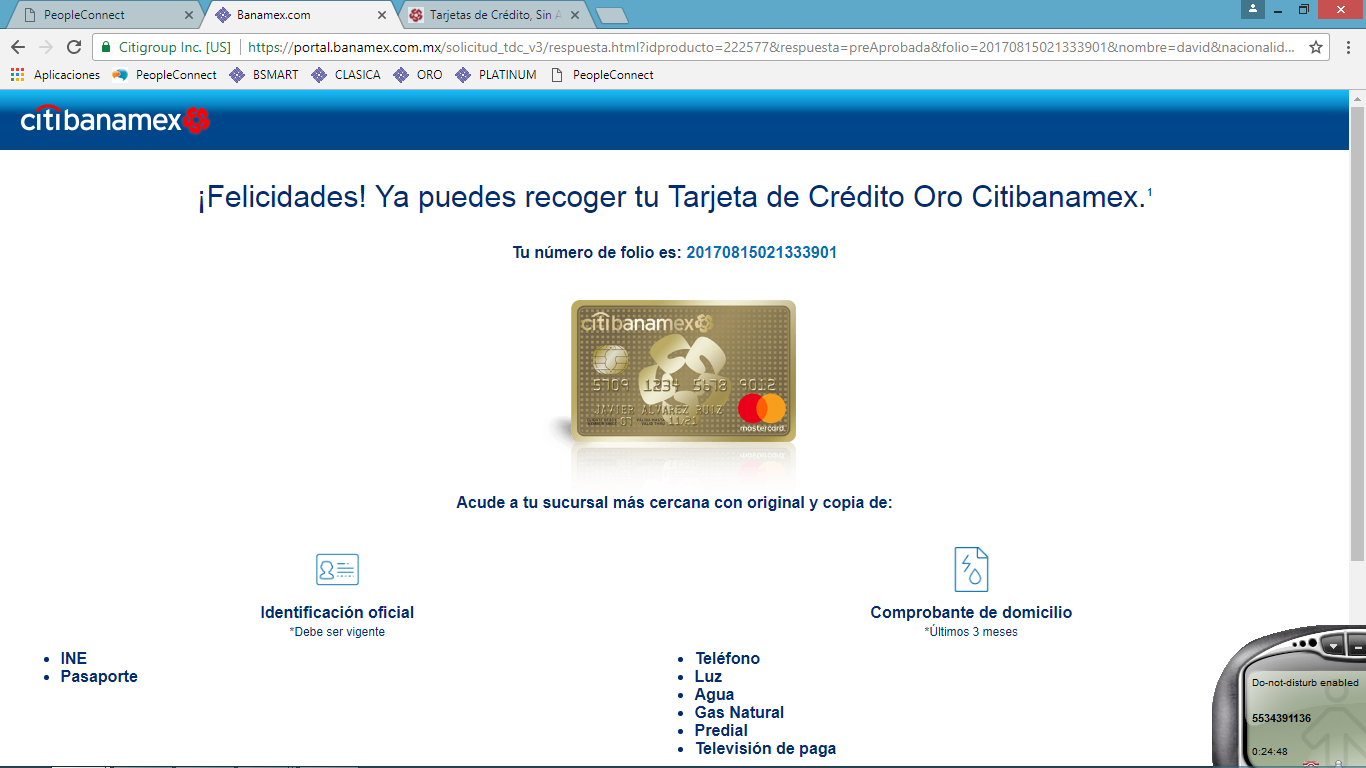 PeopleConnect
Banamex.com
Tarjetas de Crédito, Sin A
Citigroup Inc. [US]
https://portal.banamex.com.mx/solicitud_tdc_v3/respuesta.html?idproducto=222577&respuesta=preAprobada&folio=20170815021333901&nombre=david&nacionalid...
Aplicaciones PeopleConnect BSMART CLASICA ORO PLATINUM PeopleConnect
citibanamex
¡Felicidades! Ya puedes recoger tu Tarjeta de Crédito Oro Citibanamex.¹
Tu número de folio es: 20170815021333901
citibanamex
5709 1234 5678 9012
JAVIER ALVAREZ RUIZ
07 11/21
mastercard
Acude a tu sucursal más cercana con original y copia de:
Identificación oficial
*Debe ser vigente
• INE
• Pasaporte
Comprobante de domicilio
*Últimos 3 meses
• Teléfono
• Luz
• Agua
• Gas Natural
• Predial
• Televisión de paga
Do-not-disturb enabled
5534391136
0:24:48